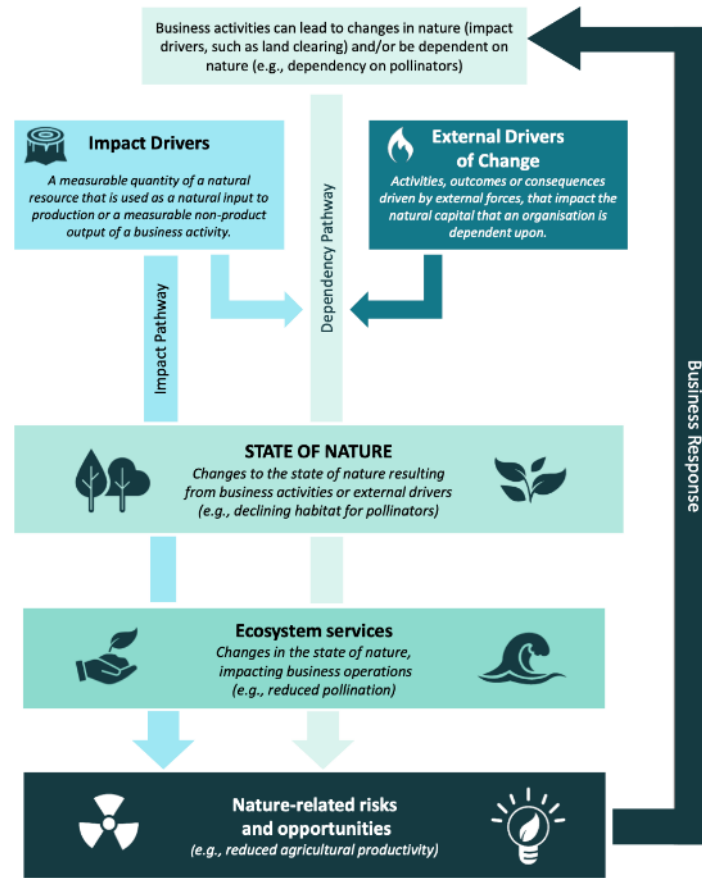 Business activities can lead to changes in nature (impact
drivers, such as land clearing) and/or be dependent on
nature (e.g., dependency on pollinators)
Impact Drivers
A measurable quantity of a natural
resource that is used as a natural input to
production or a measurable non-product
output of a business activity.
External Drivers
of Change
Activities, outcomes or consequences
driven by external forces, that impact the
natural capital that an organisation is
dependent upon.
Impact Pathway
Dependency Pathway
Business Response
STATE OF NATURE
Changes to the state of nature resulting
from business activities or external drivers
(e.g., declining habitat for pollinators)
Ecosystem services
Changes in the state of nature,
impacting business operations
(e.g., reduced pollination)
Nature-related risks
and opportunities
(e.g., reduced agricultural productivity)